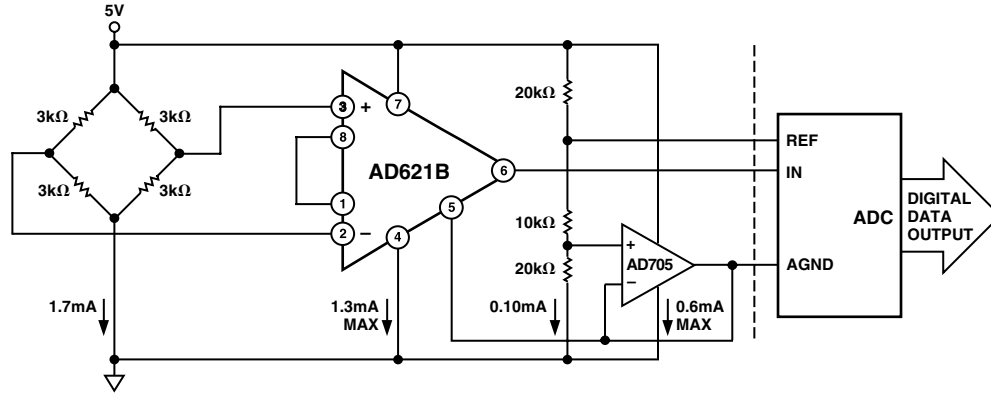 5V
3kΩ
3kΩ
3kΩ
3kΩ
1.7mA
3
+
8
1
2
–
7
AD621B
6
5
4
1.3mA
MAX
20kΩ
10kΩ
20kΩ
0.10mA
+
AD705
–
0.6mA
MAX
REF
IN
ADC
AGND
DIGITAL
DATA
OUTPUT